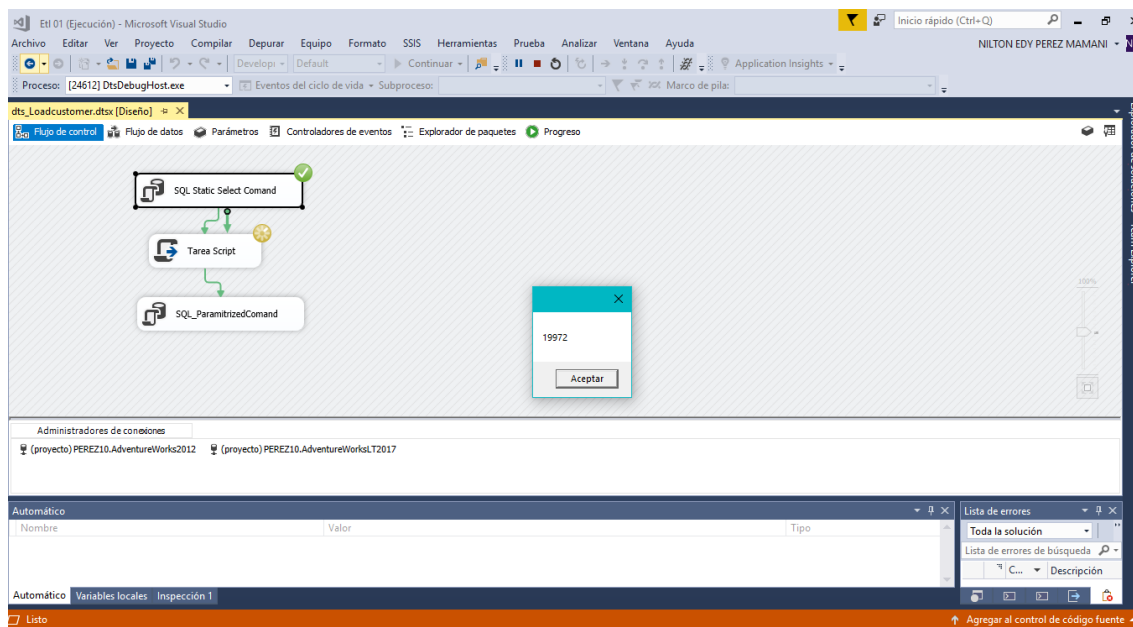 Etl 01 (Ejecución) - Microsoft Visual Studio
Inicio rápido (Ctrl+Q)
Archivo Editar Ver Proyecto Compilar Depurar Equipo Formato SSIS Herramientas Prueba Analizar Ventana Ayuda
NILTON EDY PEREZ MAMANI
Developi Default Continuar Application Insights
Proceso: [24612] DtsDebugHost.exe Eventos del ciclo de vida Subproceso: Marco de pila:
dts_Loadcustomer.dtsx [Diseño]
Flujo de control Flujo de datos Parámetros Controladores de eventos Explorador de paquetes Progreso
SQL Static Select Comand
Tarea Script
SQL_ParamitrizedComand
19972
Aceptar
100%
Team Explorer
Administradores de conexiones
(proyecto) PEREZ10.AdventureWorks2012 (proyecto) PEREZ10.AdventureWorksLT2017
Automático
Nombre Valor Tipo
Automático Variables locales Inspección 1
Lista de errores
Toda la solución
Lista de errores de búsqueda
C... Descripción
Listo
Agregar al control de código fuente